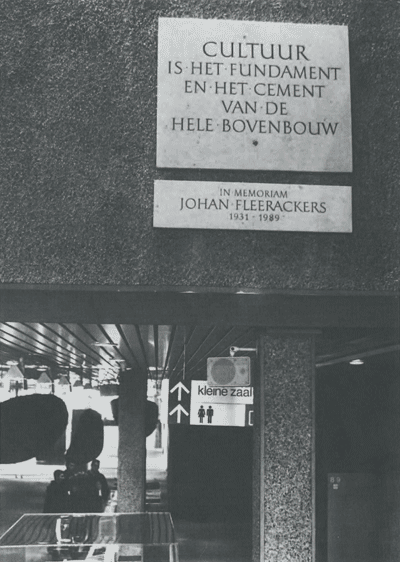 CULTUUR
IS·HET·FUNDAMENT
EN·HET·CEMENT
VAN·DE
HELE·BOVENBOUW
IN MEMORIAM
JOHAN·FLEERACKERS
1931 - 1989
kleine zaal